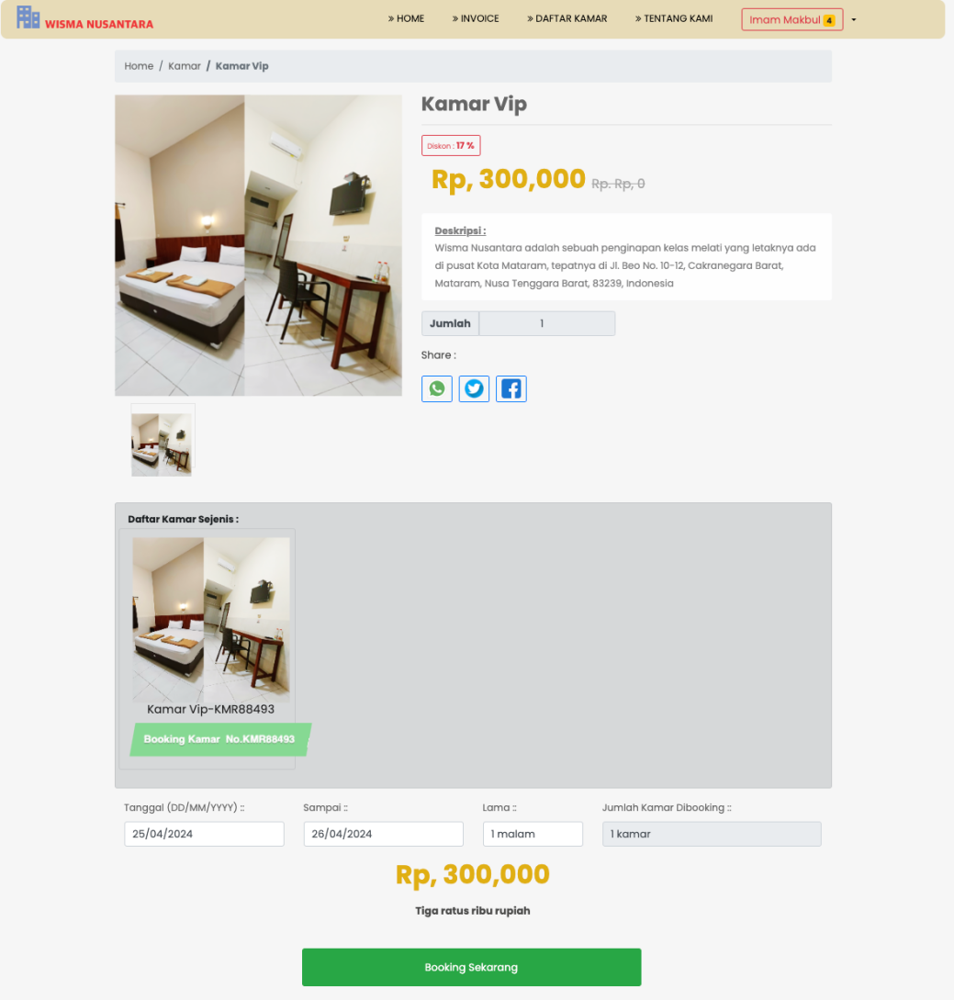 WISMA NUSANTARA
» HOME
» INVOICE
» DAFTAR KAMAR
» TENTANG KAMI
Imam Makbul 4
Home / Kamar / Kamar Vip
Kamar Vip
Diskon : 17 %
Rp, 300,000 Rp. Rp, 0
Deskripsi :
Wisma Nusantara adalah sebuah penginapan kelas melati yang letaknya ada
di pusat Kota Mataram, tepatnya di Jl. Beo No. 10-12, Cakranegara Barat,
Mataram, Nusa Tenggara Barat, 83239, Indonesia
Jumlah 1
Share :
Daftar Kamar Sejenis :
Kamar Vip-KMR88493
Booking Kamar No.KMR88493
Tanggal (DD/MM/YYYY) ::
25/04/2024
Sampai ::
26/04/2024
Lama ::
1 malam
Jumlah Kamar Dibooking ::
1 kamar
Rp, 300,000
Tiga ratus ribu rupiah
Booking Sekarang